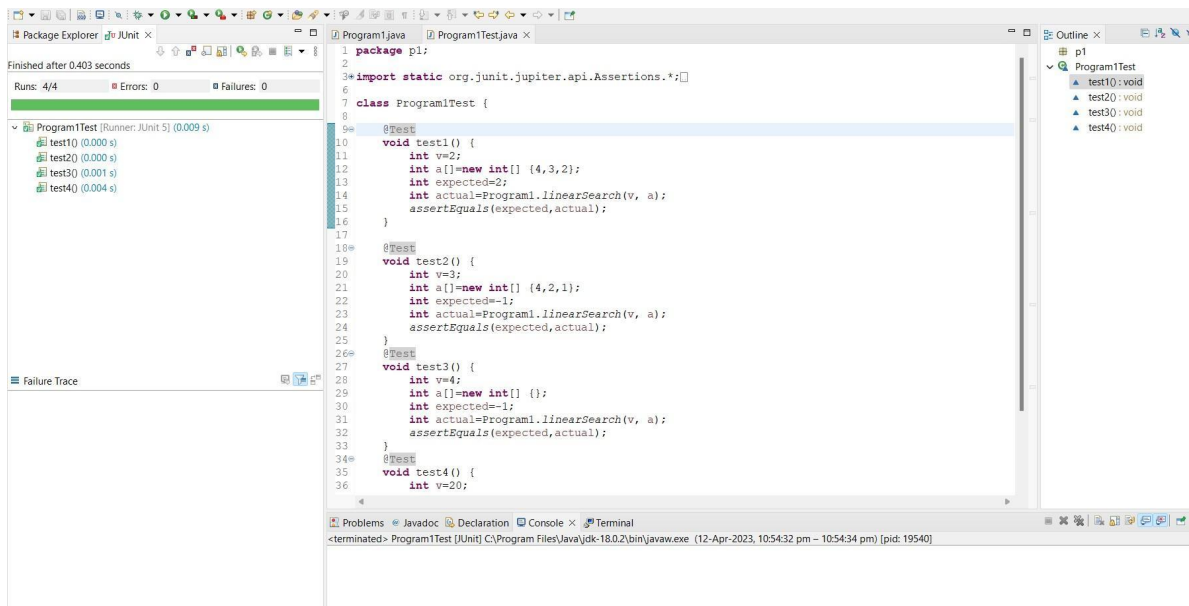 Package Explorer JUnit ×
Finished after 0.403 seconds
Runs: 4/4 Errors: 0 Failures: 0
Program1Test [Runner: JUnit 5] (0.009 s)
test1() (0.000 s)
test2() (0.000 s)
test3() (0.001 s)
test4() (0.004 s)
Failure Trace
Program1.java Program1Test.java ×
1 package p1;
2
3 import static org.junit.jupiter.api.Assertions.*;
6
7 class Program1Test {
8
9 @Test
10 void test1() {
11 int v=2;
12 int a[]=new int[] {4,3,2};
13 int expected=2;
14 int actual=Program1.linearSearch(v, a);
15 assertEquals(expected,actual);
16 }
17
18 @Test
19 void test2() {
20 int v=3;
21 int a[]=new int[] {4,2,1};
22 int expected=-1;
23 int actual=Program1.linearSearch(v, a);
24 assertEquals(expected,actual);
25 }
26 @Test
27 void test3() {
28 int v=4;
29 int a[]=new int[] {};
30 int expected=-1;
31 int actual=Program1.linearSearch(v, a);
32 assertEquals(expected,actual);
33 }
34 @Test
35 void test4() {
36 int v=20;
Problems Javadoc Declaration Console × Terminal
<terminated> Program1Test [JUnit] C:\Program Files\Java\jdk-18.0.2\bin\javaw.exe (12-Apr-2023, 10:54:32 pm – 10:54:34 pm) [pid: 19540]
Outline ×
p1
Program1Test
test1() : void
test2() : void
test3() : void
test4() : void